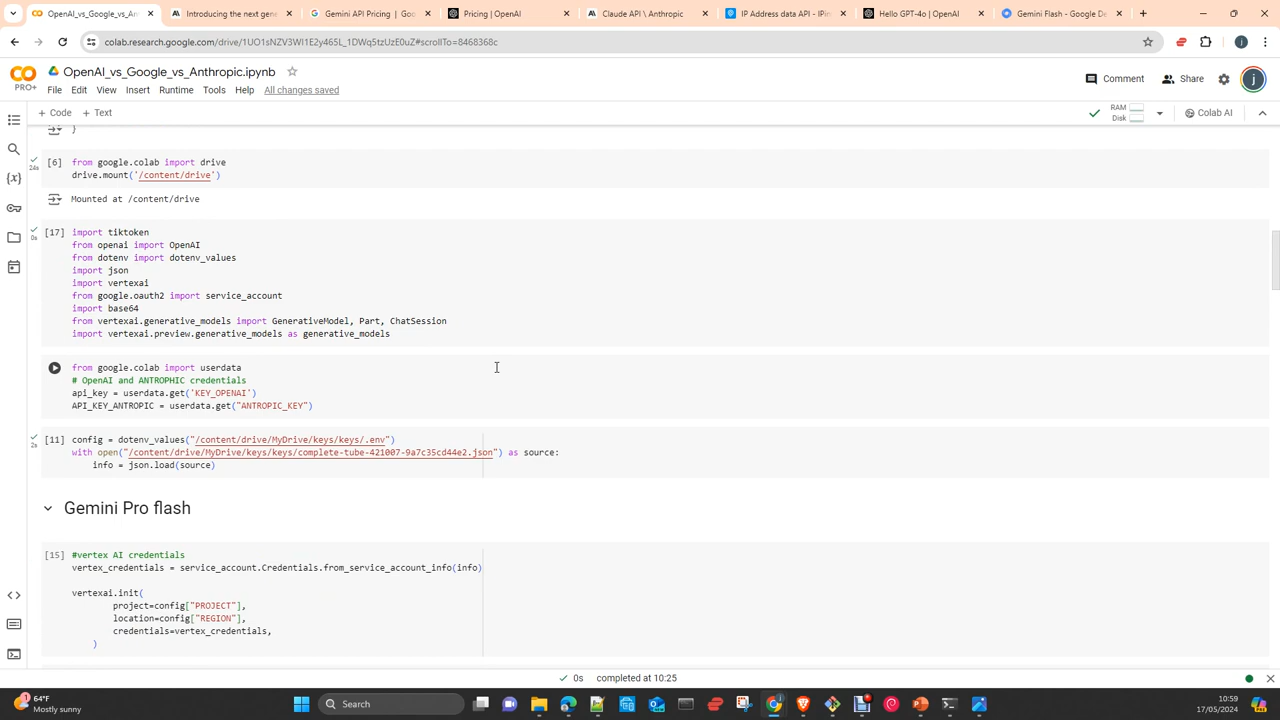 OpenAI_vs_Google_vs_An
Introducing the next gene
Gemini API Pricing | Goo
Pricing | OpenAI
Claude API \ Anthropic
IP Address data API - IPin
Hello GPT-4o | OpenAI
Gemini Flash - Google De
colab.research.google.com/drive/1UO1sNZV3WI1E2y465L_1DWq5tzUzE0uZ#scrollTo=8468368c
CO
PRO+
OpenAI_vs_Google_vs_Anthropic.ipynb
Comment
Share
j
File Edit View Insert Runtime Tools Help All changes saved
+ Code + Text
RAM
Disk
Colab AI
}
[6] from google.colab import drive
24s
drive.mount('/content/drive')
Mounted at /content/drive
[17] import tiktoken
0s
from openai import OpenAI
from dotenv import dotenv_values
import json
import vertexai
from google.oauth2 import service_account
import base64
from vertexai.generative_models import GenerativeModel, Part, ChatSession
import vertexai.preview.generative_models as generative_models
from google.colab import userdata
# OpenAI and ANTROPHIC credentials
api_key = userdata.get('KEY_OPENAI')
API_KEY_ANTROPIC = userdata.get("ANTROPIC_KEY")
[11] config = dotenv_values("/content/drive/MyDrive/keys/keys/.env")
2s
with open("/content/drive/MyDrive/keys/keys/complete-tube-421007-9a7c35cd44e2.json") as source:
info = json.load(source)
Gemini Pro flash
[15] #vertex AI credentials
vertex_credentials = service_account.Credentials.from_service_account_info(info)
vertexai.init(
project=config["PROJECT"],
location=config["REGION"],
credentials=vertex_credentials,
)
0s completed at 10:25
64°F
Mostly sunny
Search
10:59
17/05/2024